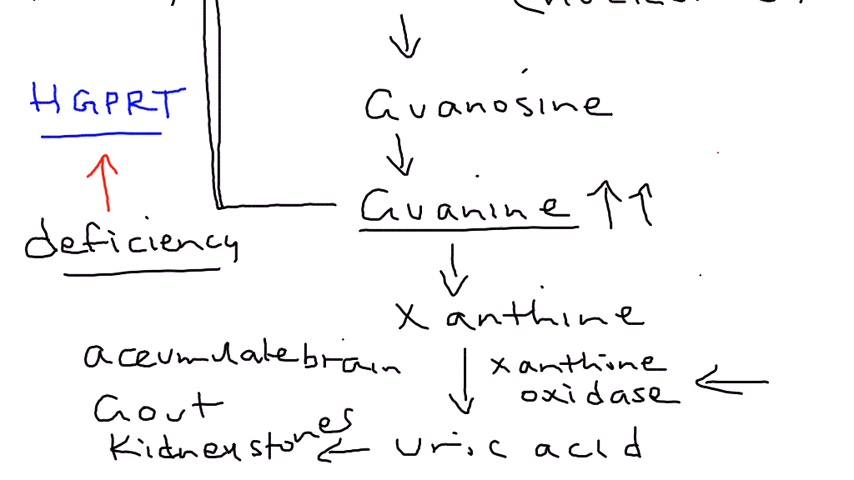 HGPRT
Guanosine
Guanine ↑↑
deficiency
Xanthine
accumulate brain
xanthine
oxidase
Gout
Kidney stones
uric acid